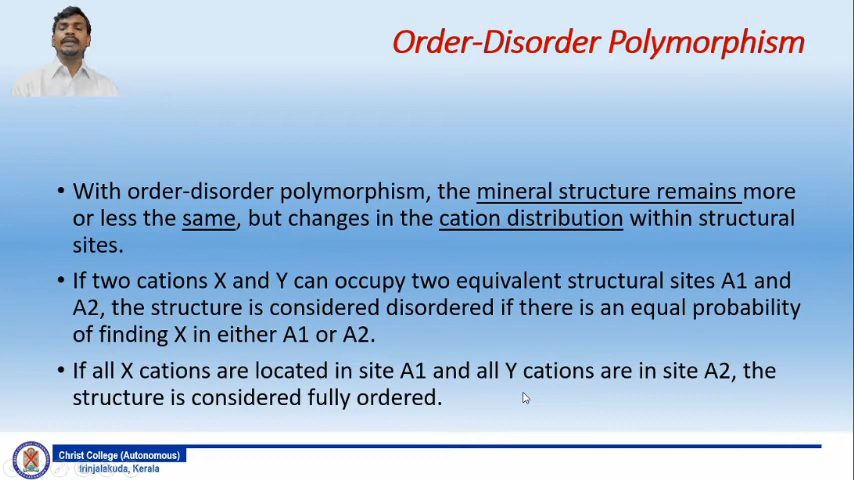 Order-Disorder Polymorphism
• With order-disorder polymorphism, the mineral structure remains more
or less the same, but changes in the cation distribution within structural
sites.
• If two cations X and Y can occupy two equivalent structural sites A1 and
A2, the structure is considered disordered if there is an equal probability
of finding X in either A1 or A2.
• If all X cations are located in site A1 and all Y cations are in site A2, the
structure is considered fully ordered.
Christ College (Autonomous)
Irinjalakuda, Kerala